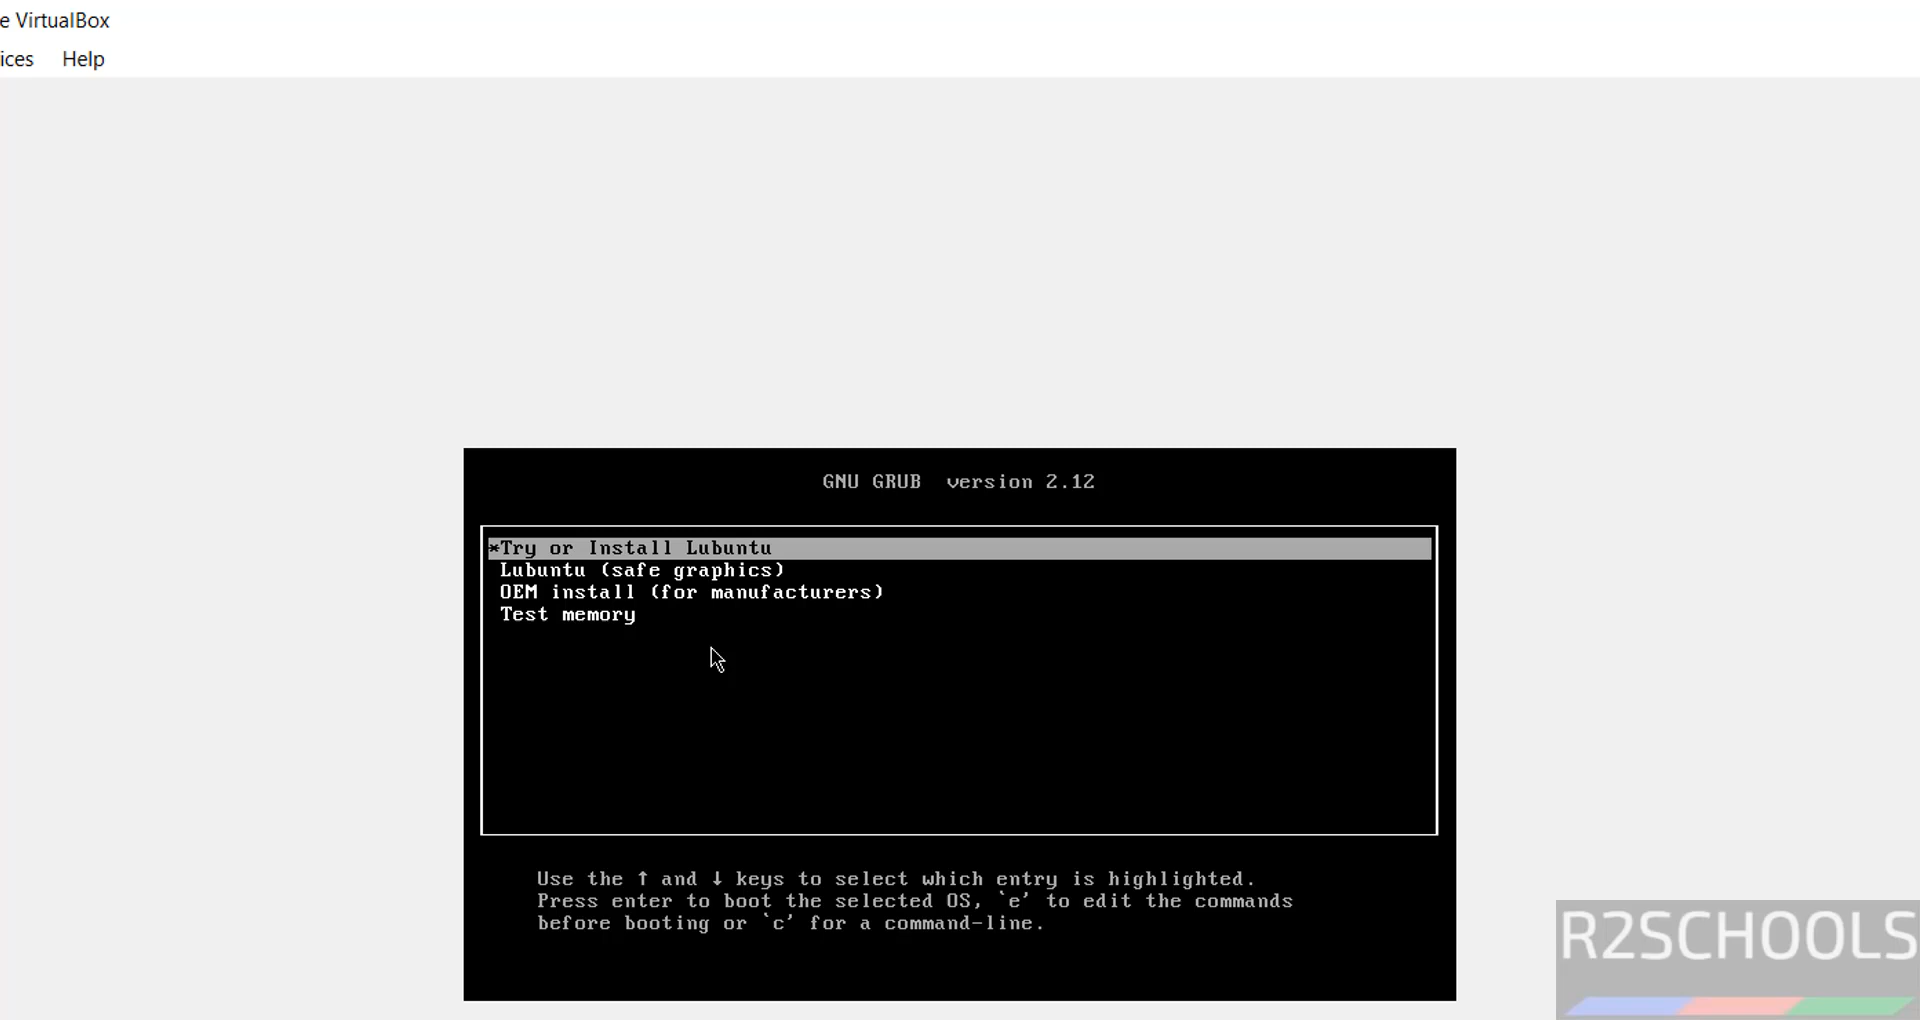 e VirtualBox
ices Help
GNU GRUB version 2.12
*Try or Install Lubuntu
Lubuntu (safe graphics)
OEM install (for manufacturers)
Test memory
Use the ↑ and ↓ keys to select which entry is highlighted.
Press enter to boot the selected OS, `e' to edit the commands
before booting or `c' for a command-line.
R2SCHOOLS